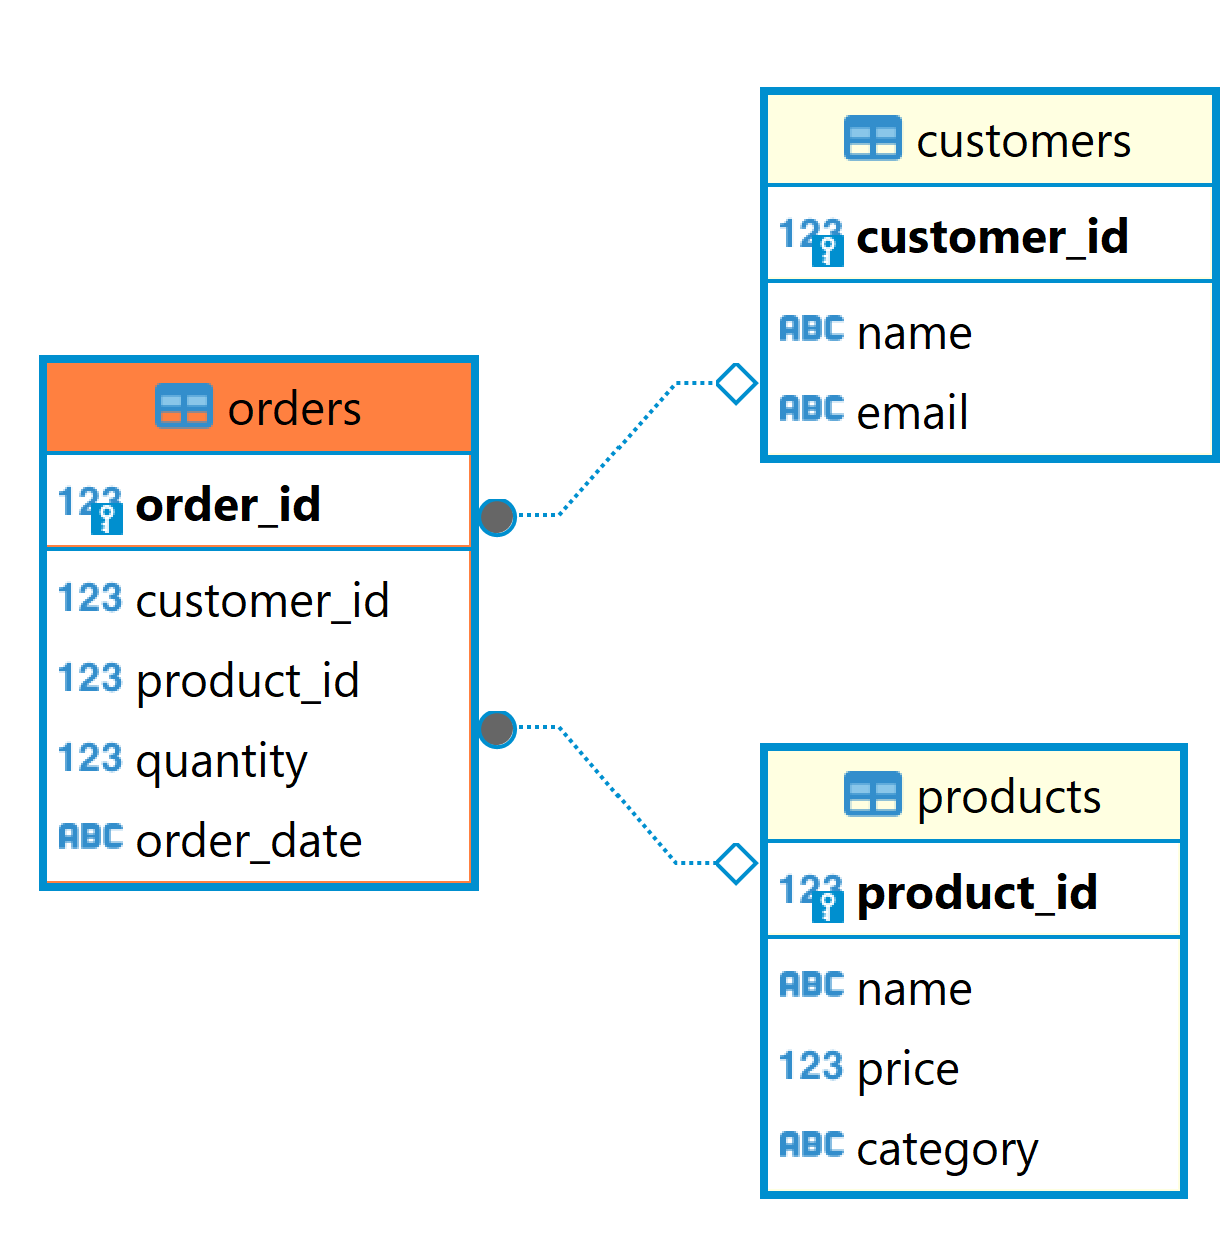 customers
123 customer_id
ABC name
ABC email
orders
123 order_id
123 customer_id
123 product_id
123 quantity
ABC order_date
products
123 product_id
ABC name
123 price
ABC category